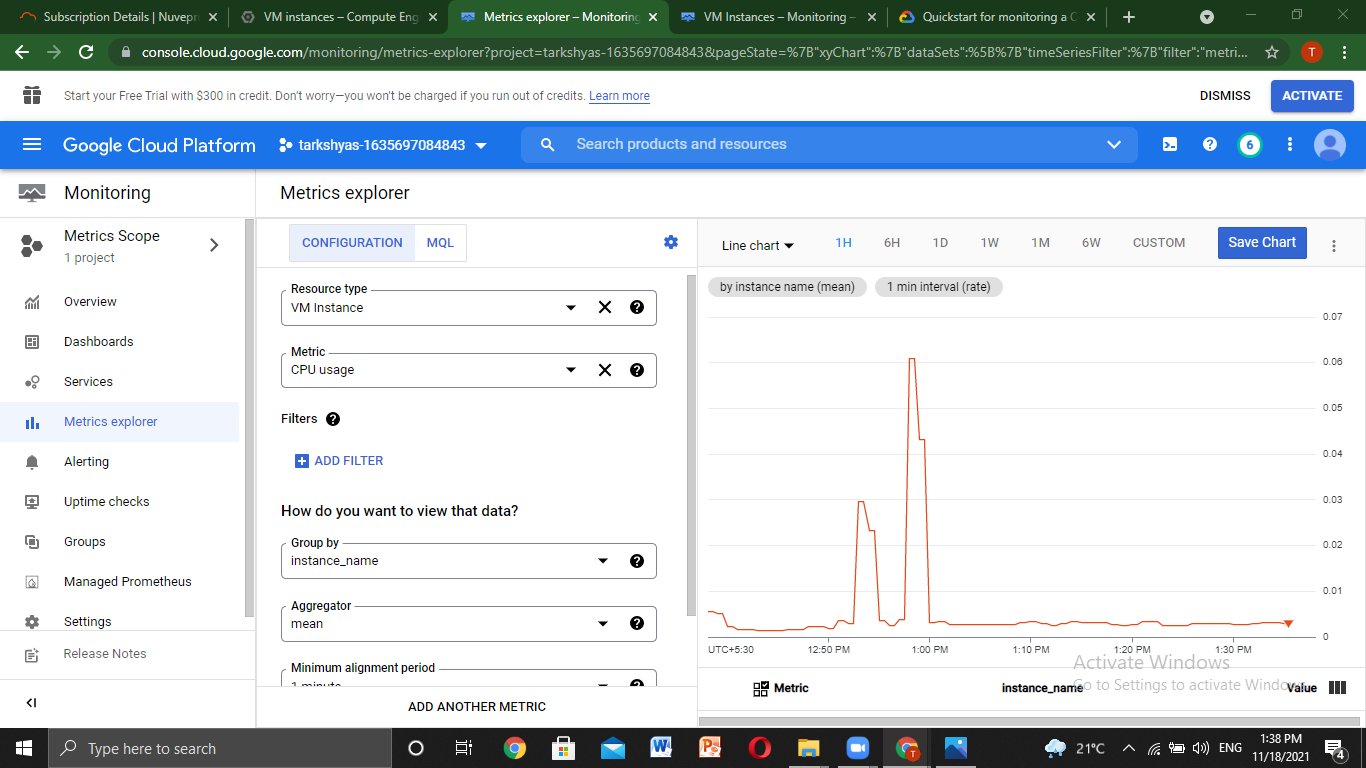 Subscription Details | Nuvepr
VM instances – Compute Eng
Metrics explorer – Monitoring
VM Instances – Monitoring –
Quickstart for monitoring a C
console.cloud.google.com/monitoring/metrics-explorer?project=tarkshyas-1635697084843&pageState=%7B"xyChart":%7B"dataSets":%5B%7B"timeSeriesFilter":%7B"filter":"metri...
T
Start your Free Trial with $300 in credit. Don't worry—you won't be charged if you run out of credits. Learn more
DISMISS
ACTIVATE
Google Cloud Platform
tarkshyas-1635697084843
Search products and resources
6
Monitoring
Metrics explorer
Metrics Scope
1 project
Overview
Dashboards
Services
Metrics explorer
Alerting
Uptime checks
Groups
Managed Prometheus
Settings
Release Notes
CONFIGURATION
MQL
Resource type
VM Instance
Metric
CPU usage
Filters
ADD FILTER
How do you want to view that data?
Group by
instance_name
Aggregator
mean
Minimum alignment period
1 minute
ADD ANOTHER METRIC
Line chart
1H
6H
1D
1W
1M
6W
CUSTOM
Save Chart
by instance name (mean)
1 min interval (rate)
0.07
0.06
0.05
0.04
0.03
0.02
0.01
0
UTC+5:30
12:50 PM
1:00 PM
1:10 PM
1:20 PM
1:30 PM
Activate Windows
Go to Settings to activate Windows.
Metric
instance_name
Value
Type here to search
21°C
ENG
1:38 PM
11/18/2021
4